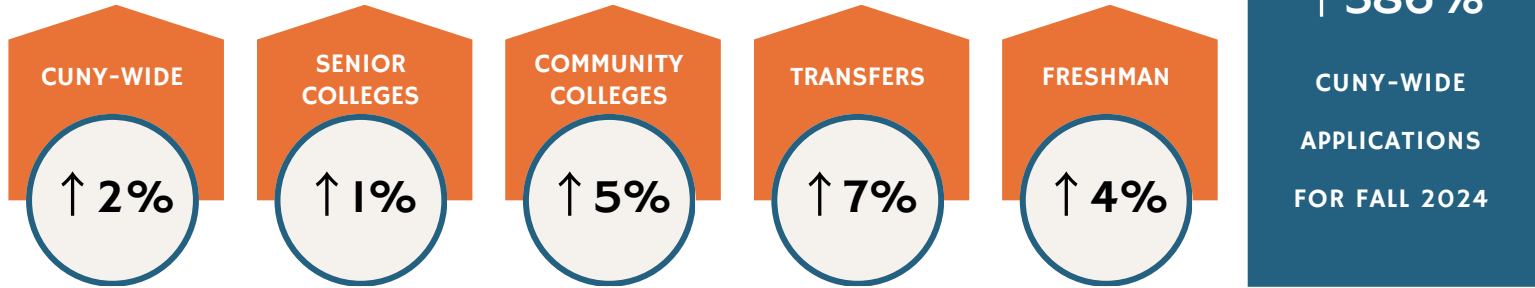 CUNY-WIDE
↑ 2%
SENIOR
COLLEGES
↑ 1%
COMMUNITY
COLLEGES
↑ 5%
TRANSFERS
↑ 7%
FRESHMAN
↑ 4%
CUNY-WIDE
APPLICATIONS
FOR FALL 2024